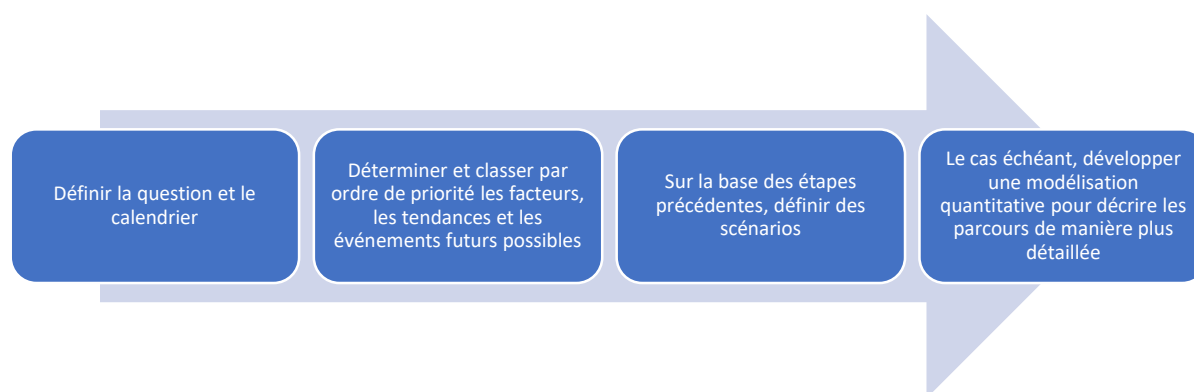 Définir la question et le
calendrier
Déterminer et classer par
ordre de priorité les facteurs,
les tendances et les
événements futurs possibles
Sur la base des étapes
précédentes, définir des
scénarios
Le cas échéant, développer
une modélisation
quantitative pour décrire les
parcours de manière plus
détaillée